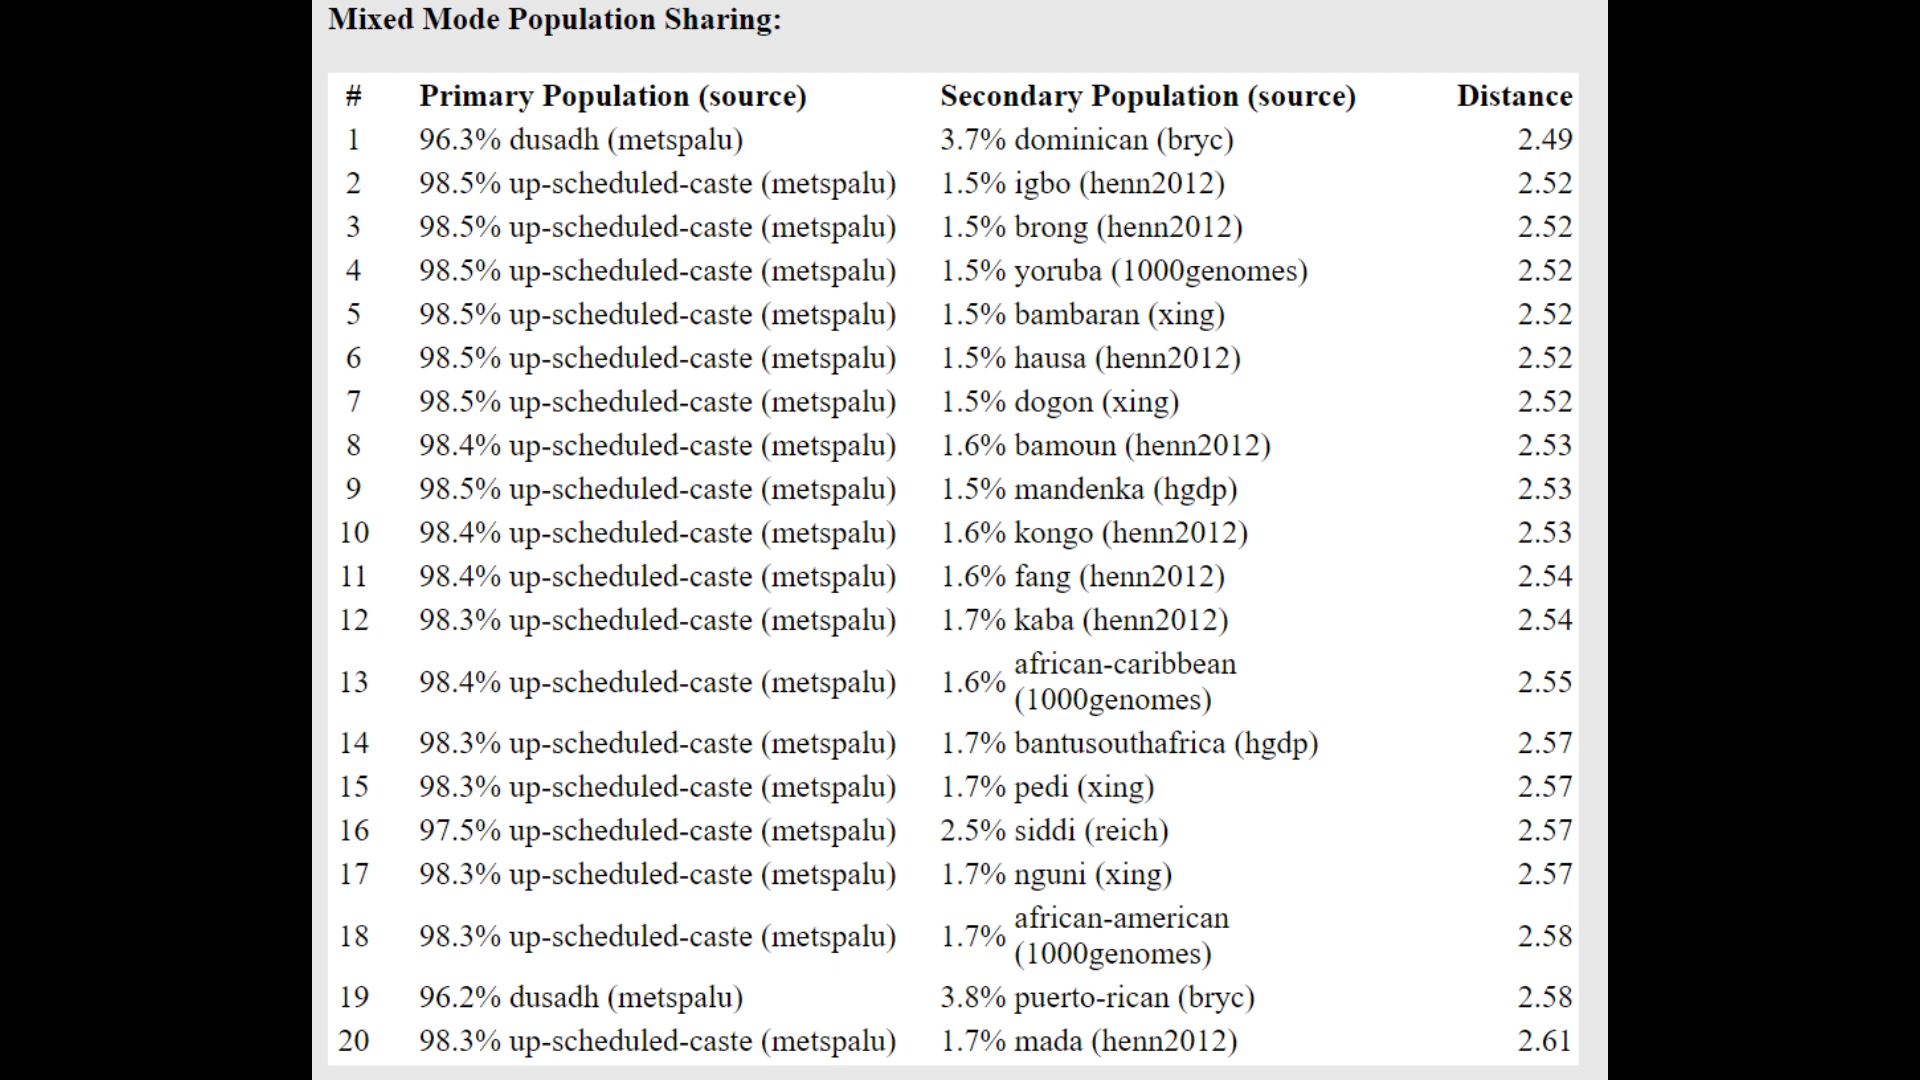 Mixed Mode Population Sharing:
# Primary Population (source) Secondary Population (source) Distance
1 96.3% dusadh (metspalu) 3.7% dominican (bryc) 2.49
2 98.5% up-scheduled-caste (metspalu) 1.5% igbo (henn2012) 2.52
3 98.5% up-scheduled-caste (metspalu) 1.5% brong (henn2012) 2.52
4 98.5% up-scheduled-caste (metspalu) 1.5% yoruba (1000genomes) 2.52
5 98.5% up-scheduled-caste (metspalu) 1.5% bambaran (xing) 2.52
6 98.5% up-scheduled-caste (metspalu) 1.5% hausa (henn2012) 2.52
7 98.5% up-scheduled-caste (metspalu) 1.5% dogon (xing) 2.52
8 98.4% up-scheduled-caste (metspalu) 1.6% bamoun (henn2012) 2.53
9 98.5% up-scheduled-caste (metspalu) 1.5% mandenka (hgdp) 2.53
10 98.4% up-scheduled-caste (metspalu) 1.6% kongo (henn2012) 2.53
11 98.4% up-scheduled-caste (metspalu) 1.6% fang (henn2012) 2.54
12 98.3% up-scheduled-caste (metspalu) 1.7% kaba (henn2012) 2.54
13 98.4% up-scheduled-caste (metspalu) 1.6% african-caribbean
(1000genomes) 2.55
14 98.3% up-scheduled-caste (metspalu) 1.7% bantusouthafrica (hgdp) 2.57
15 98.3% up-scheduled-caste (metspalu) 1.7% pedi (xing) 2.57
16 97.5% up-scheduled-caste (metspalu) 2.5% siddi (reich) 2.57
17 98.3% up-scheduled-caste (metspalu) 1.7% nguni (xing) 2.57
18 98.3% up-scheduled-caste (metspalu) 1.7% african-american
(1000genomes) 2.58
19 96.2% dusadh (metspalu) 3.8% puerto-rican (bryc) 2.58
20 98.3% up-scheduled-caste (metspalu) 1.7% mada (henn2012) 2.61